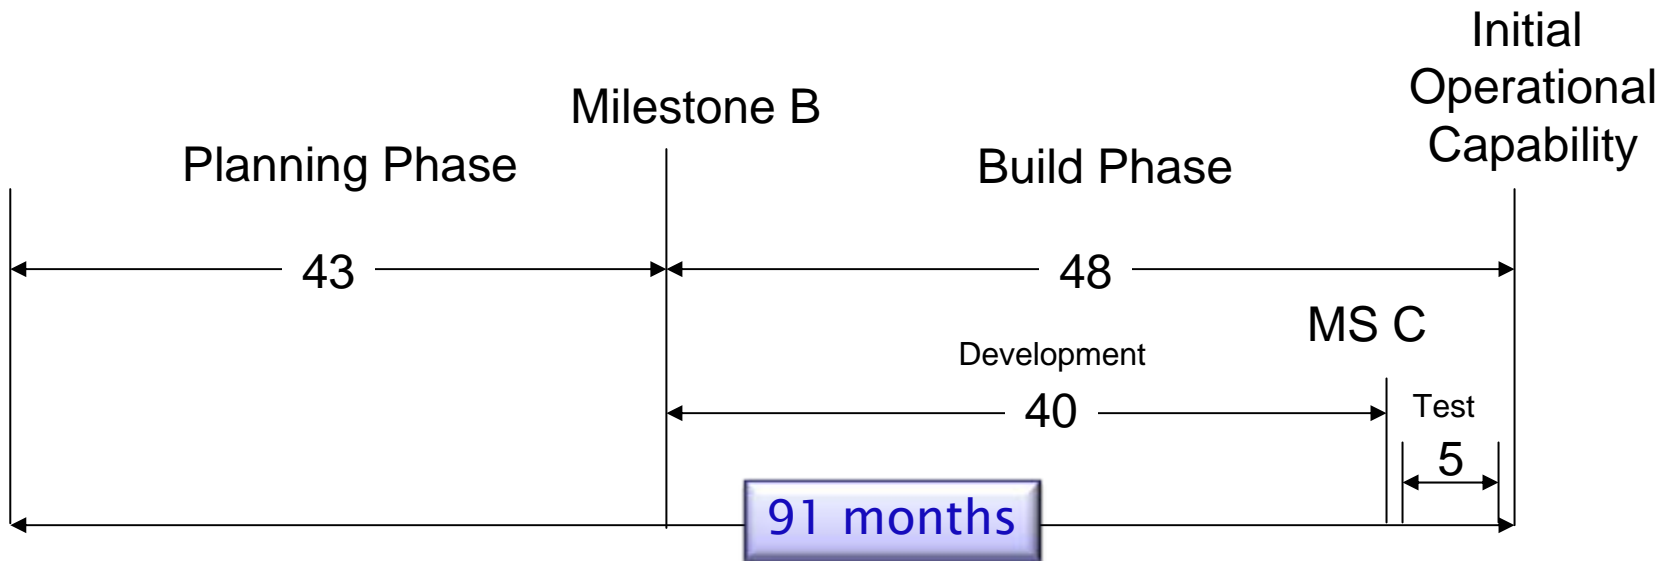 Initial
Operational
Capability
Milestone B
Planning Phase
Build Phase
43
48
MS C
Development
40
Test
5
91 months